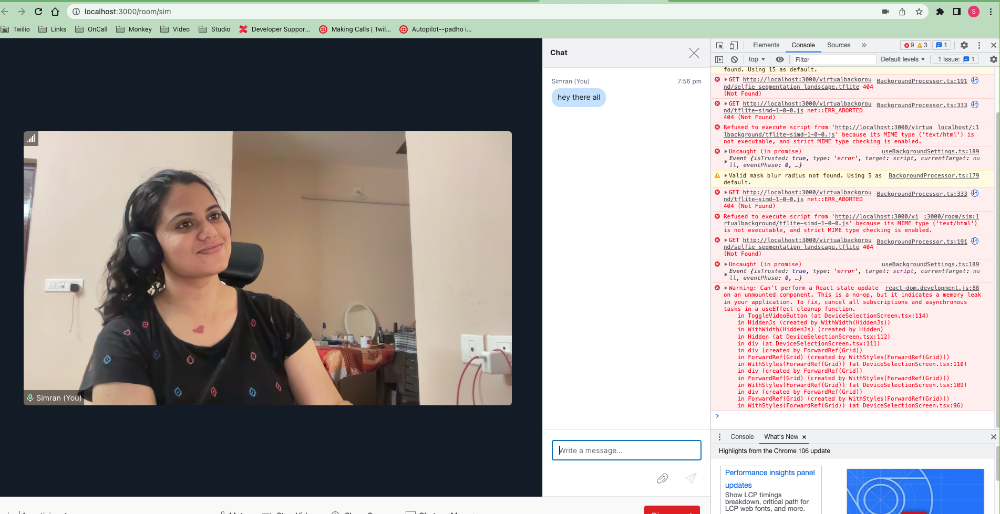 localhost:3000/room/sim
S
Twilio
Links
OnCall
Monkey
Video
Studio
Developer Suppor...
Making Calls | Twil...
Autopilot--padho i...
Simran (You)
Chat
Simran (You)
7:56 pm
hey there all
Write a message...
Elements
Console
Sources
9
3
1
top
Filter
Default levels
1 Issue:
1
found. Using 15 as default.
GET http://localhost:3000/virtualbackgrou
BackgroundProcessor.ts:191
nd/selfie_segmentation_landscape.tflite 404
(Not Found)
GET http://localhost:3000/virtualbackgrou
BackgroundProcessor.ts:333
nd/tflite-simd-1-0-0.js net::ERR_ABORTED
404 (Not Found)
Refused to execute script from 'http://localhost:3000/virtua
localhost/:1
lbackground/tflite-simd-1-0-0.js' because its MIME type ('text/html') is
not executable, and strict MIME type checking is enabled.
Uncaught (in promise)
useBackgroundSettings.ts:189
Event {isTrusted: true, type: 'error', target: script, currentTarget: nu
ll, eventPhase: 0, …}
Valid mask blur radius not found. Using 5 as
BackgroundProcessor.ts:179
default.
GET http://localhost:3000/virtualbackgrou
BackgroundProcessor.ts:333
nd/tflite-simd-1-0-0.js net::ERR_ABORTED
404 (Not Found)
Refused to execute script from 'http://localhost:3000/vi
:3000/room/sim:1
rtualbackground/tflite-simd-1-0-0.js' because its MIME type ('text/html')
is not executable, and strict MIME type checking is enabled.
GET http://localhost:3000/virtualbackgrou
BackgroundProcessor.ts:191
nd/selfie_segmentation_landscape.tflite 404
(Not Found)
Uncaught (in promise)
useBackgroundSettings.ts:189
Event {isTrusted: true, type: 'error', target: script, currentTarget: nu
ll, eventPhase: 0, …}
Warning: Can't perform a React state update
react-dom.development.js:88
on an unmounted component. This is a no-op, but it indicates a memory leak
in your application. To fix, cancel all subscriptions and asynchronous
tasks in a useEffect cleanup function.
in ToggleVideoButton (at DeviceSelectionScreen.tsx:114)
in HiddenJs (created by WithWidth(HiddenJs))
in WithWidth(HiddenJs) (created by Hidden)
in Hidden (at DeviceSelectionScreen.tsx:112)
in div (at DeviceSelectionScreen.tsx:111)
in div (created by ForwardRef(Grid))
in ForwardRef(Grid) (created by WithStyles(ForwardRef(Grid)))
in WithStyles(ForwardRef(Grid)) (at DeviceSelectionScreen.tsx:110)
in div (created by ForwardRef(Grid))
in ForwardRef(Grid) (created by WithStyles(ForwardRef(Grid)))
in WithStyles(ForwardRef(Grid)) (at DeviceSelectionScreen.tsx:109)
in div (created by ForwardRef(Grid))
in ForwardRef(Grid) (created by WithStyles(ForwardRef(Grid)))
in WithStyles(ForwardRef(Grid)) (at DeviceSelectionScreen.tsx:96)
Console
What's New
Highlights from the Chrome 106 update
Performance insights panel
updates
Show LCP timings
breakdown, critical path for
LCP web fonts, and more.